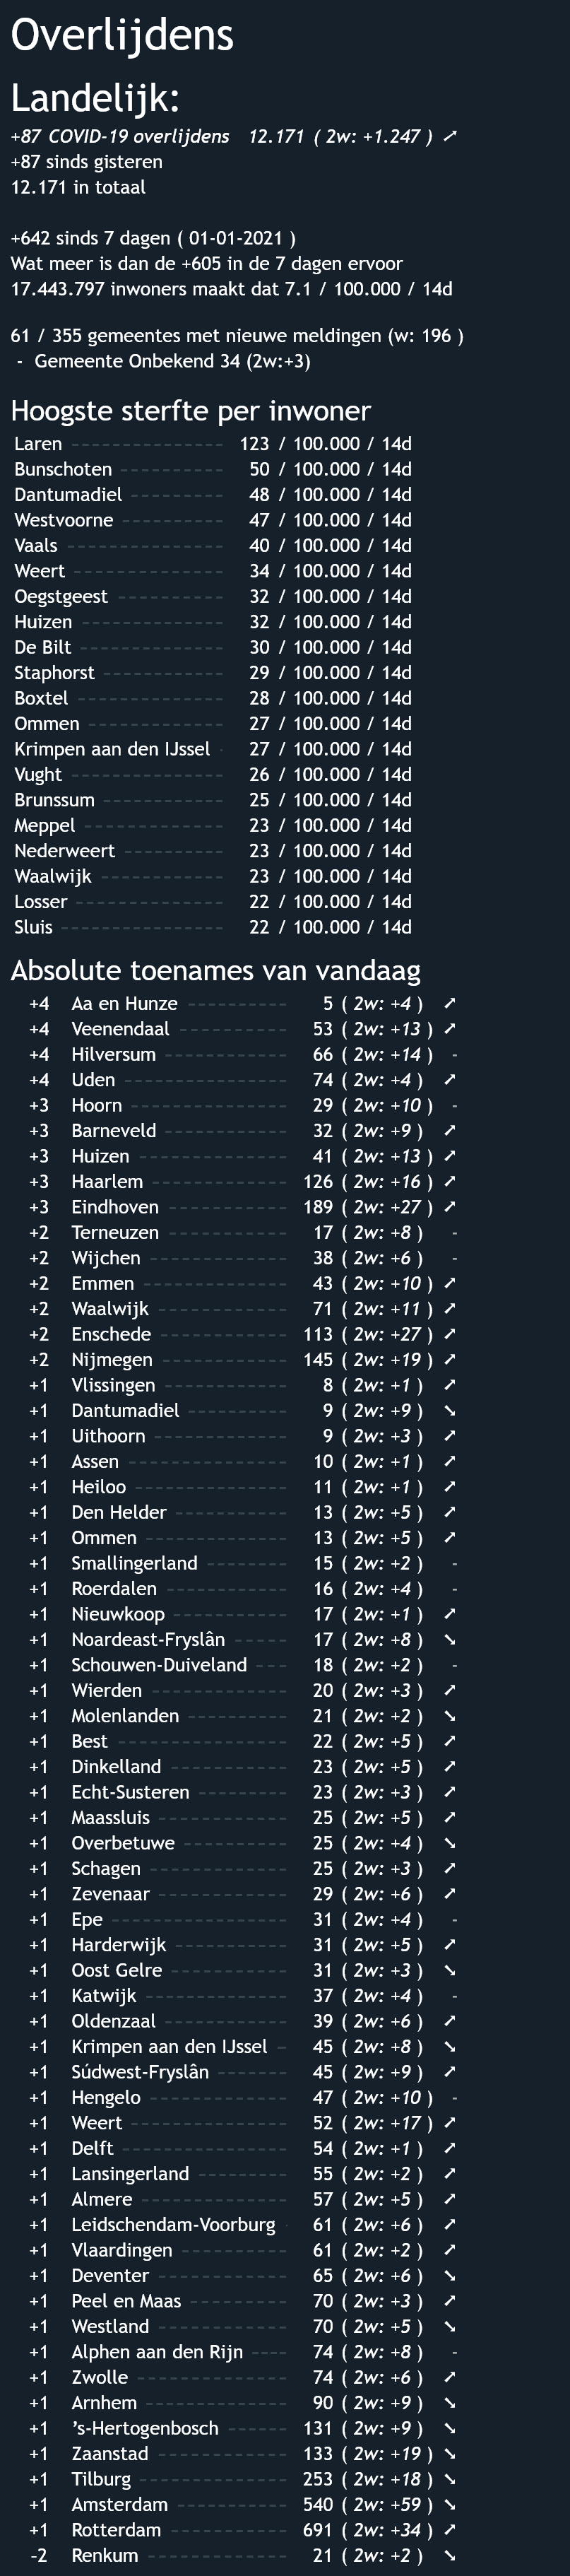 Overlijdens
Landelijk:
+87 COVID-19 overlijdens 12.171 ( 2w: +1.247 ) ↗
+87 sinds gisteren
12.171 in totaal
+642 sinds 7 dagen ( 01-01-2021 )
Wat meer is dan de +605 in de 7 dagen ervoor
17.443.797 inwoners maakt dat 7.1 / 100.000 / 14d
61 / 355 gemeentes met nieuwe meldingen (w: 196 )
- Gemeente Onbekend 34 (2w:+3)
Hoogste sterfte per inwoner
Laren 123 / 100.000 / 14d
Bunschoten 50 / 100.000 / 14d
Dantumadiel 48 / 100.000 / 14d
Westvoorne 47 / 100.000 / 14d
Vaals 40 / 100.000 / 14d
Weert 34 / 100.000 / 14d
Oegstgeest 32 / 100.000 / 14d
Huizen 32 / 100.000 / 14d
De Bilt 30 / 100.000 / 14d
Staphorst 29 / 100.000 / 14d
Boxtel 28 / 100.000 / 14d
Ommen 27 / 100.000 / 14d
Krimpen aan den IJssel 27 / 100.000 / 14d
Vught 26 / 100.000 / 14d
Brunssum 25 / 100.000 / 14d
Meppel 23 / 100.000 / 14d
Nederweert 23 / 100.000 / 14d
Waalwijk 23 / 100.000 / 14d
Losser 22 / 100.000 / 14d
Sluis 22 / 100.000 / 14d
Absolute toenames van vandaag
+4 Aa en Hunze 5 ( 2w: +4 ) ↗
+4 Veenendaal 53 ( 2w: +13 ) ↗
+4 Hilversum 66 ( 2w: +14 ) -
+4 Uden 74 ( 2w: +4 ) ↗
+3 Hoorn 29 ( 2w: +10 ) -
+3 Barneveld 32 ( 2w: +9 ) ↗
+3 Huizen 41 ( 2w: +13 ) ↗
+3 Haarlem 126 ( 2w: +16 ) ↗
+3 Eindhoven 189 ( 2w: +27 ) ↗
+2 Terneuzen 17 ( 2w: +8 ) -
+2 Wijchen 38 ( 2w: +6 ) -
+2 Emmen 43 ( 2w: +10 ) ↗
+2 Waalwijk 71 ( 2w: +11 ) ↗
+2 Enschede 113 ( 2w: +27 ) ↗
+2 Nijmegen 145 ( 2w: +19 ) ↗
+1 Vlissingen 8 ( 2w: +1 ) ↗
+1 Dantumadiel 9 ( 2w: +9 ) ↘
+1 Uithoorn 9 ( 2w: +3 ) ↗
+1 Assen 10 ( 2w: +1 ) ↗
+1 Heiloo 11 ( 2w: +1 ) ↗
+1 Den Helder 13 ( 2w: +5 ) ↗
+1 Ommen 13 ( 2w: +5 ) ↗
+1 Smallingerland 15 ( 2w: +2 ) -
+1 Roerdalen 16 ( 2w: +4 ) -
+1 Nieuwkoop 17 ( 2w: +1 ) ↗
+1 Noardeast-Fryslân 17 ( 2w: +8 ) ↘
+1 Schouwen-Duiveland 18 ( 2w: +2 ) -
+1 Wierden 20 ( 2w: +3 ) ↗
+1 Molenlanden 21 ( 2w: +2 ) ↘
+1 Best 22 ( 2w: +5 ) ↗
+1 Dinkelland 23 ( 2w: +5 ) ↗
+1 Echt-Susteren 23 ( 2w: +3 ) ↗
+1 Maassluis 25 ( 2w: +5 ) ↗
+1 Overbetuwe 25 ( 2w: +4 ) ↘
+1 Schagen 25 ( 2w: +3 ) ↗
+1 Zevenaar 29 ( 2w: +6 ) ↗
+1 Epe 31 ( 2w: +4 ) -
+1 Harderwijk 31 ( 2w: +5 ) ↗
+1 Oost Gelre 31 ( 2w: +3 ) ↘
+1 Katwijk 37 ( 2w: +4 ) -
+1 Oldenzaal 39 ( 2w: +6 ) ↗
+1 Krimpen aan den IJssel 45 ( 2w: +8 ) ↘
+1 Súdwest-Fryslân 45 ( 2w: +9 ) ↗
+1 Hengelo 47 ( 2w: +10 ) -
+1 Weert 52 ( 2w: +17 ) ↗
+1 Delft 54 ( 2w: +1 ) ↗
+1 Lansingerland 55 ( 2w: +2 ) ↗
+1 Almere 57 ( 2w: +5 ) ↗
+1 Leidschendam-Voorburg 61 ( 2w: +6 ) ↗
+1 Vlaardingen 61 ( 2w: +2 ) ↗
+1 Deventer 65 ( 2w: +6 ) ↘
+1 Peel en Maas 70 ( 2w: +3 ) ↗
+1 Westland 70 ( 2w: +5 ) ↘
+1 Alphen aan den Rijn 74 ( 2w: +8 ) -
+1 Zwolle 74 ( 2w: +6 ) ↗
+1 Arnhem 90 ( 2w: +9 ) ↘
+1 's-Hertogenbosch 131 ( 2w: +9 ) ↘
+1 Zaanstad 133 ( 2w: +19 ) ↘
+1 Tilburg 253 ( 2w: +18 ) ↘
+1 Amsterdam 540 ( 2w: +59 ) ↘
+1 Rotterdam 691 ( 2w: +34 ) ↗
-2 Renkum 21 ( 2w: +2 ) ↘